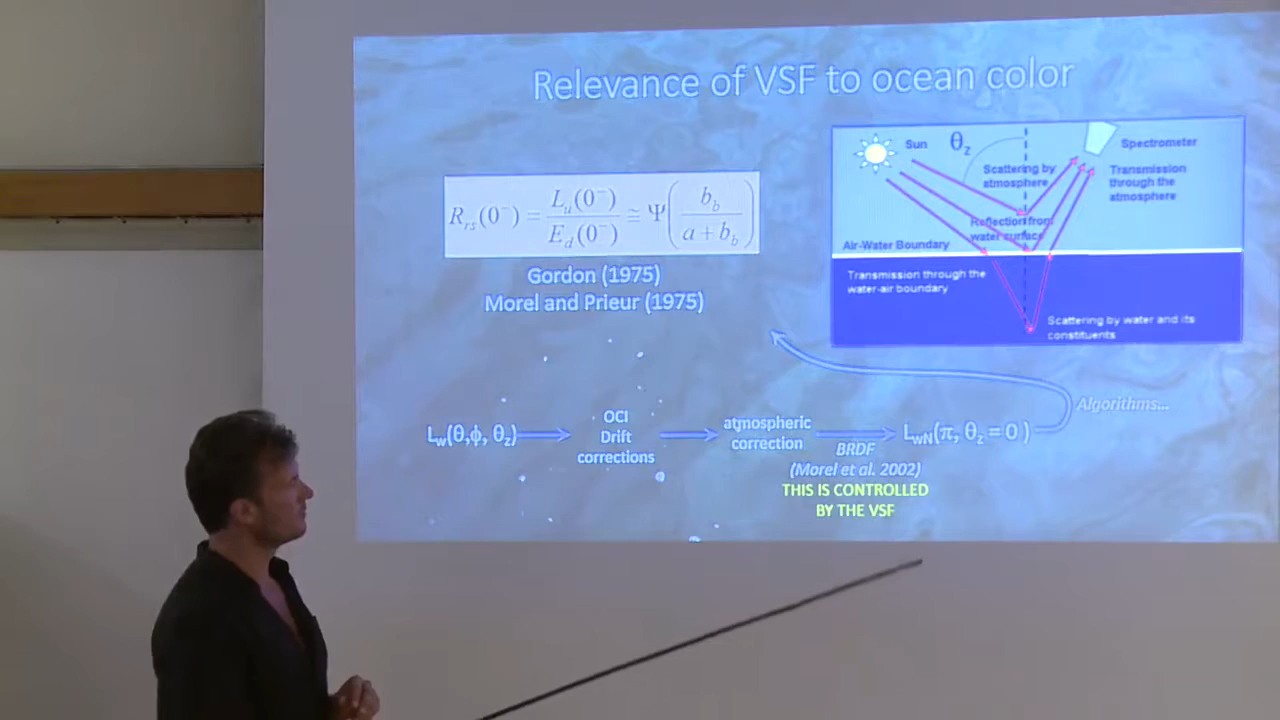 Relevance of VSF to ocean color
R_rs(0⁻) = L_u(0⁻) / E_d(0⁻) ≅ Ψ( b_b / (a + b_b) )
Gordon (1975)
Morel and Prieur (1975)
Sun
θz
Spectrometer
Scattering by
atmosphere
Transmission
through the
atmosphere
Reflection from
water surface
Air-Water Boundary
Transmission through the
water-air boundary
Scattering by water and its
constituents
Algorithms...
Lw(θ,ϕ, θz)
OCI
Drift
corrections
atmospheric
correction
BRDF
(Morel et al. 2002)
THIS IS CONTROLLED
BY THE VSF
LwN(π, θz = 0 )